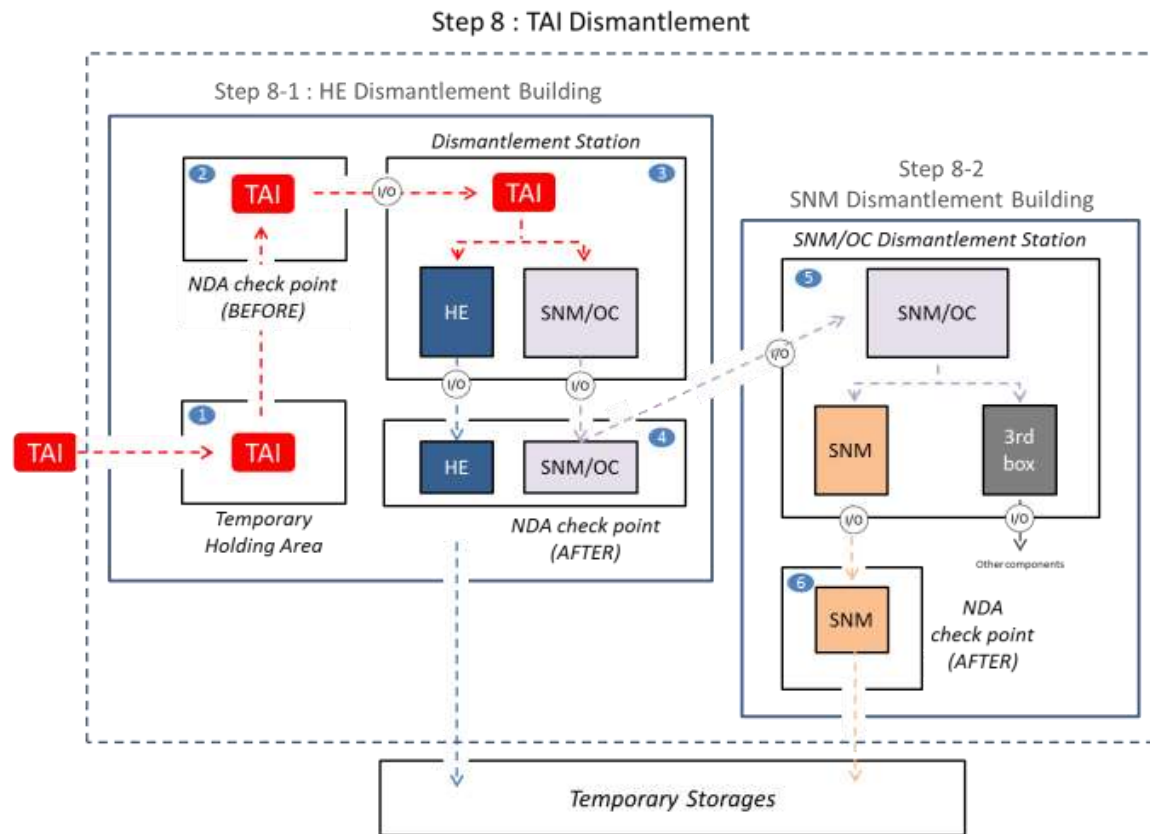 Step 8 : TAI Dismantlement
Step 8-1 : HE Dismantlement Building
Dismantlement Station
2
TAI
I/O
TAI
3
NDA check point
(BEFORE)
HE
SNM/OC
I/O
I/O
TAI
1
TAI
Temporary
Holding Area
4
HE
SNM/OC
NDA check point
(AFTER)
Step 8-2
SNM Dismantlement Building
SNM/OC Dismantlement Station
5
SNM/OC
I/O
SNM
3rd
box
I/O
I/O
Other components
6
SNM
NDA
check point
(AFTER)
Temporary Storages